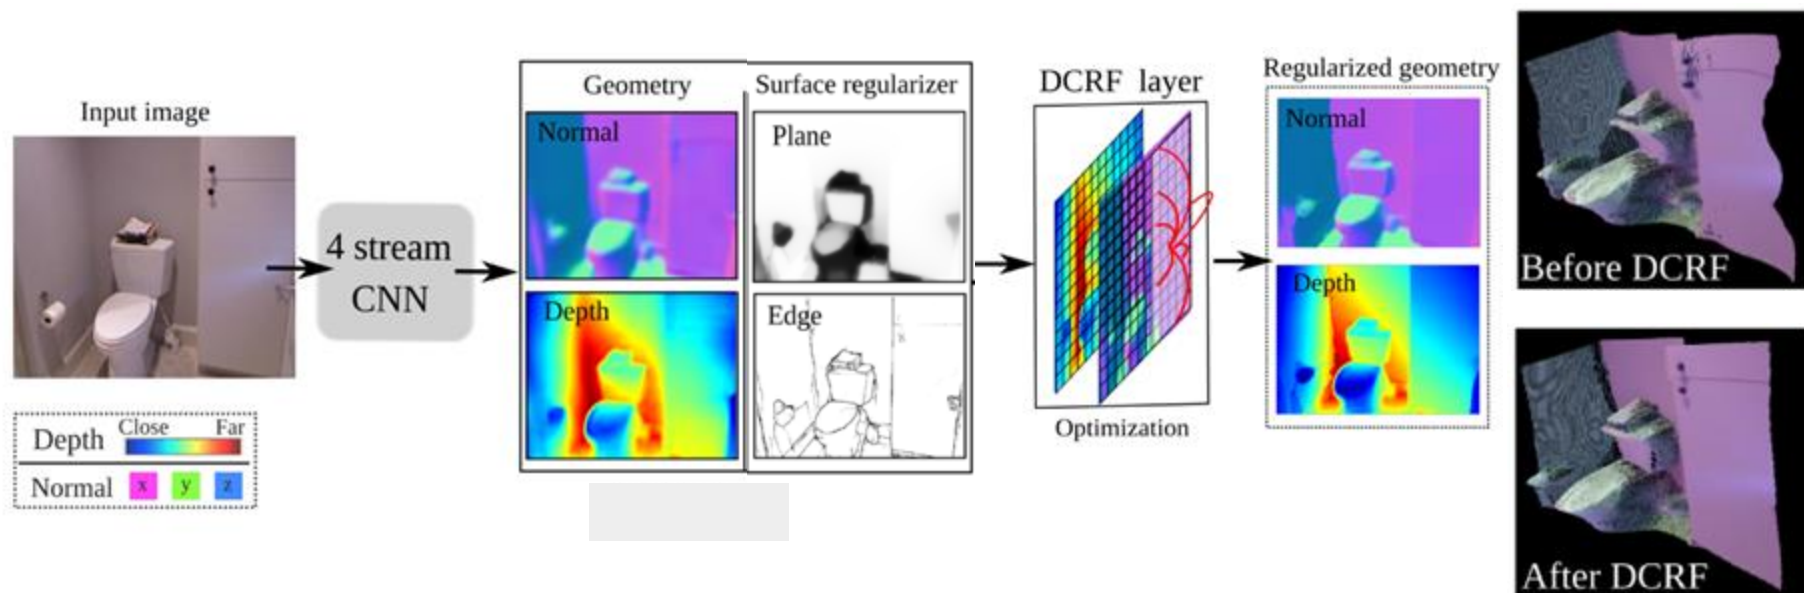 Input image
Depth
Close
Far
Normal
x
y
z
4 stream
CNN
Geometry
Surface regularizer
Normal
Plane
Depth
Edge
DCRF layer
Optimization
Regularized geometry
Normal
Depth
Before DCRF
After DCRF